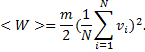 < W >= m/2 (1/N ∑_{i=1}^{N} v_i)².